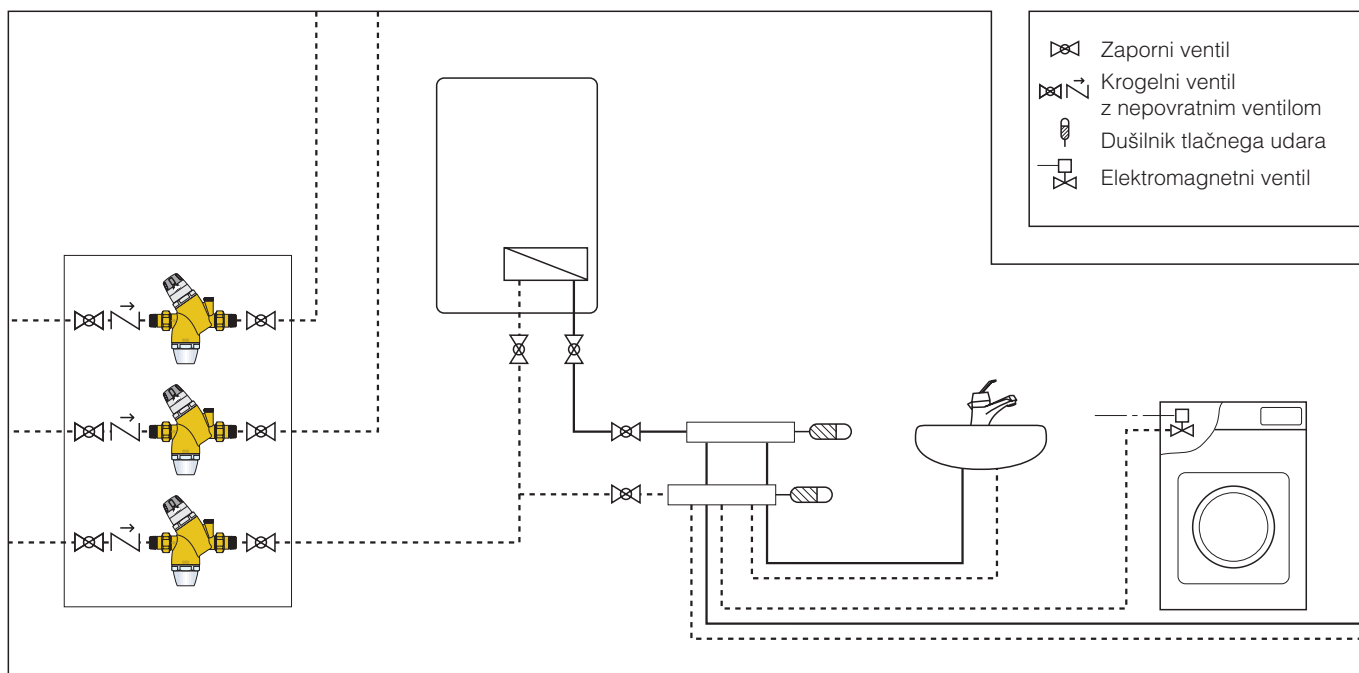 Zaporni ventil
Krogelni ventil
z nepovratnim ventilom
Dušilnik tlačnega udara
Elektromagnetni ventil